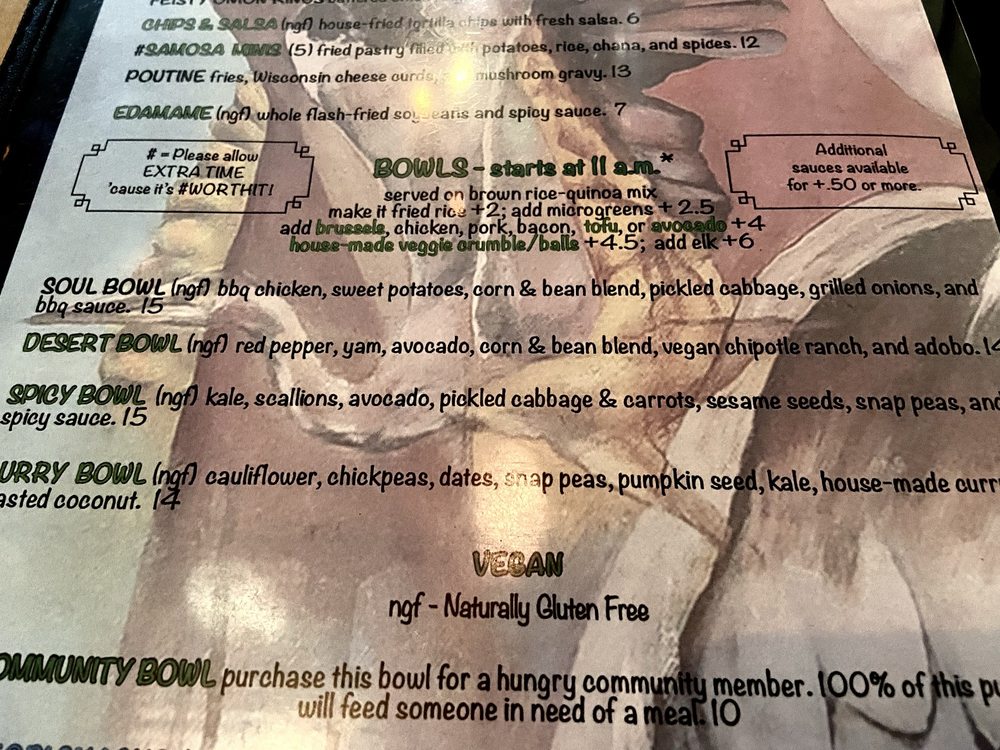 CHIPS & SALSA (ngf) house-fried tortilla chips with fresh salsa. 6
#SAMOSA MINIS (5) fried pastry filled with potatoes, rice, chana, and spices. 12
POUTINE fries, Wisconsin cheese curds, mushroom gravy. 13
EDAMAME (ngf) whole flash-fried soybeans and spicy sauce. 7
# = Please allow
EXTRA TIME
'cause it's #WORTHIT!
BOWLS - starts at 11 a.m.*
served on brown rice-quinoa mix
make it fried rice +2; add microgreens + 2.5
add brussels, chicken, pork, bacon, tofu, or avocado +4
house-made veggie crumble/balls +4.5; add elk +6
Additional
sauces available
for +.50 or more.
SOUL BOWL (ngf) bbq chicken, sweet potatoes, corn & bean blend, pickled cabbage, grilled onions, and
bbq sauce. 15
DESERT BOWL (ngf) red pepper, yam, avocado, corn & bean blend, vegan chipotle ranch, and adobo. 14
SPICY BOWL (ngf) kale, scallions, avocado, pickled cabbage & carrots, sesame seeds, snap peas, and
spicy sauce. 15
URRY BOWL (ngf) cauliflower, chickpeas, dates, snap peas, pumpkin seed, kale, house-made curr
asted coconut. 14
VEGAN
ngf - Naturally Gluten Free
OMMUNITY BOWL purchase this bowl for a hungry community member. 100% of this pu
will feed someone in need of a meal. 10